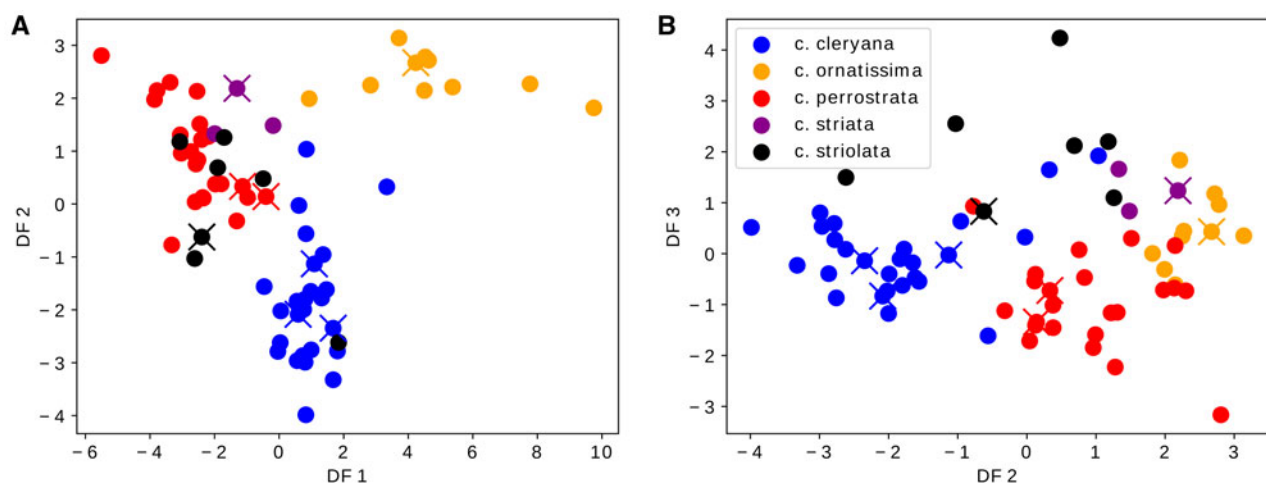 A
B
3
2
1
0
−1
−2
−3
−4
DF 2
−6 −4 −2 0 2 4 6 8 10
DF 1
c. cleryana
c. ornatissima
c. perrostrata
c. striata
c. striolata
4
3
2
1
0
−1
−2
−3
DF 3
−4 −3 −2 −1 0 1 2 3
DF 2